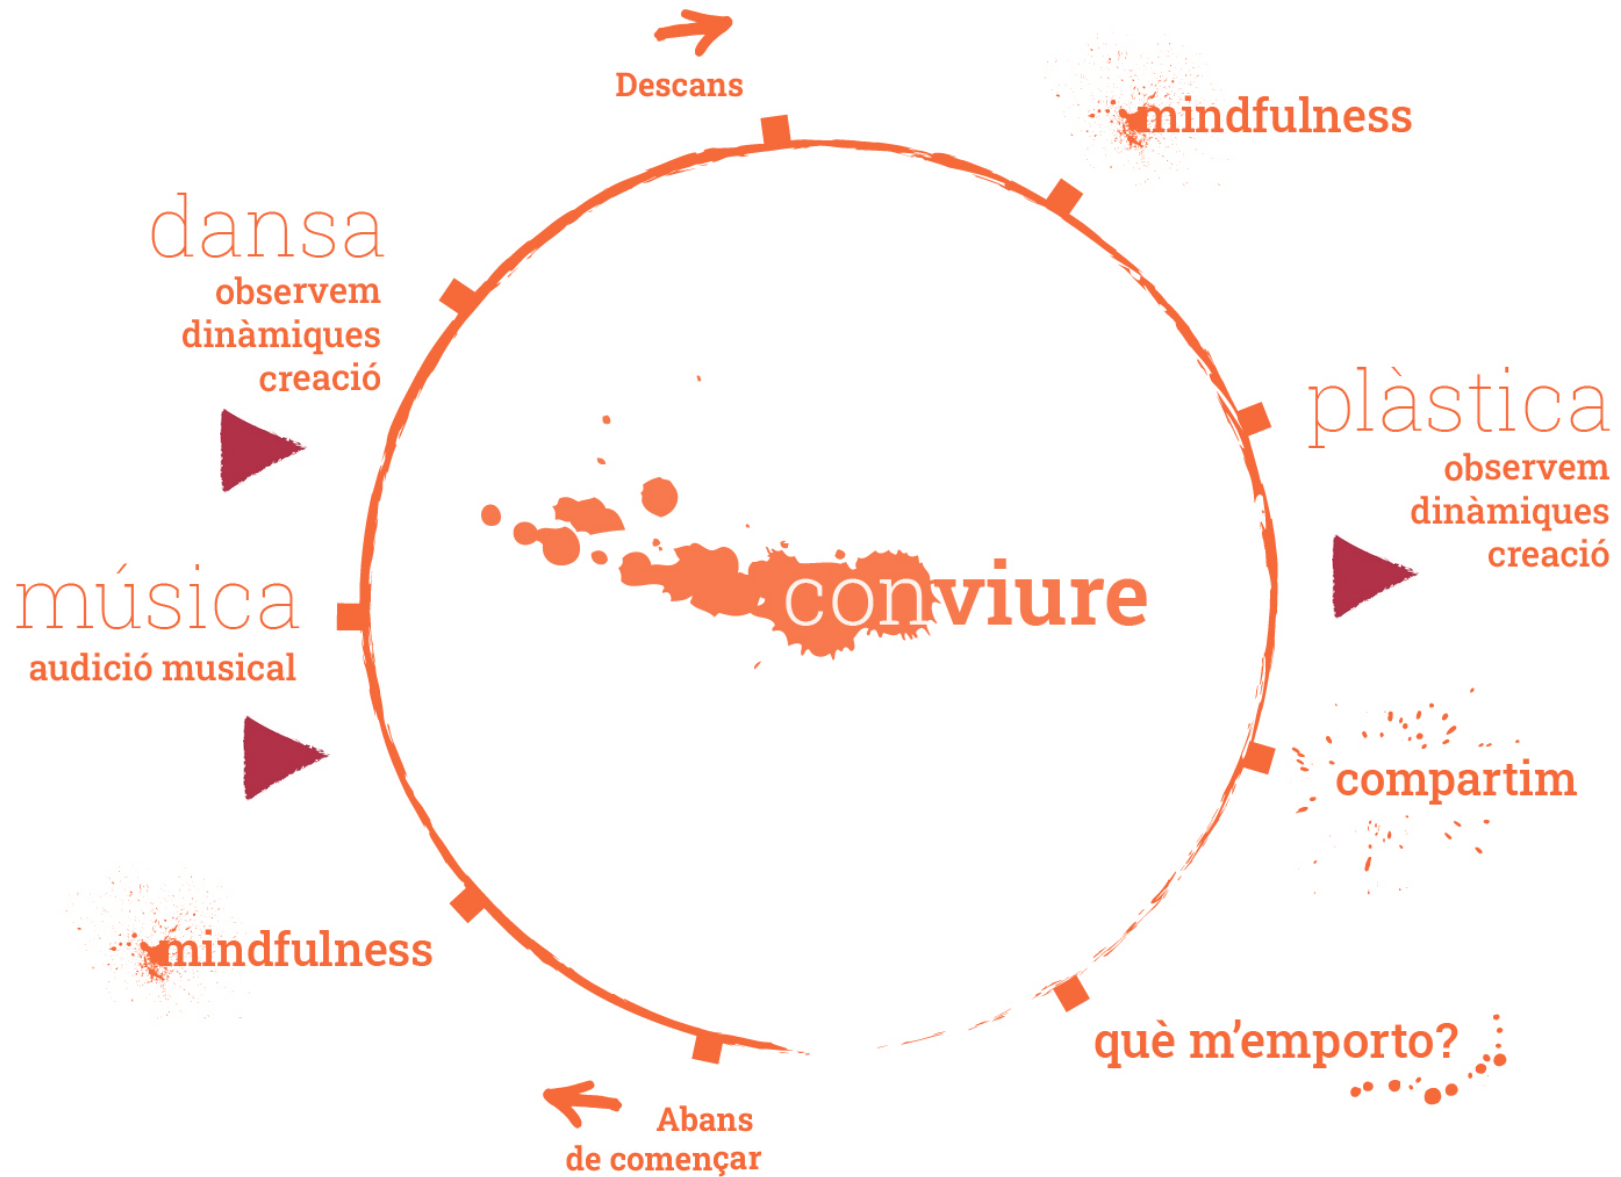 Descans
mindfulness
dansa
observem
dinàmiques
creació
plàstica
observem
dinàmiques
creació
conviure
música
audició musical
compartim
mindfulness
què m'emporto?
Abans
de començar